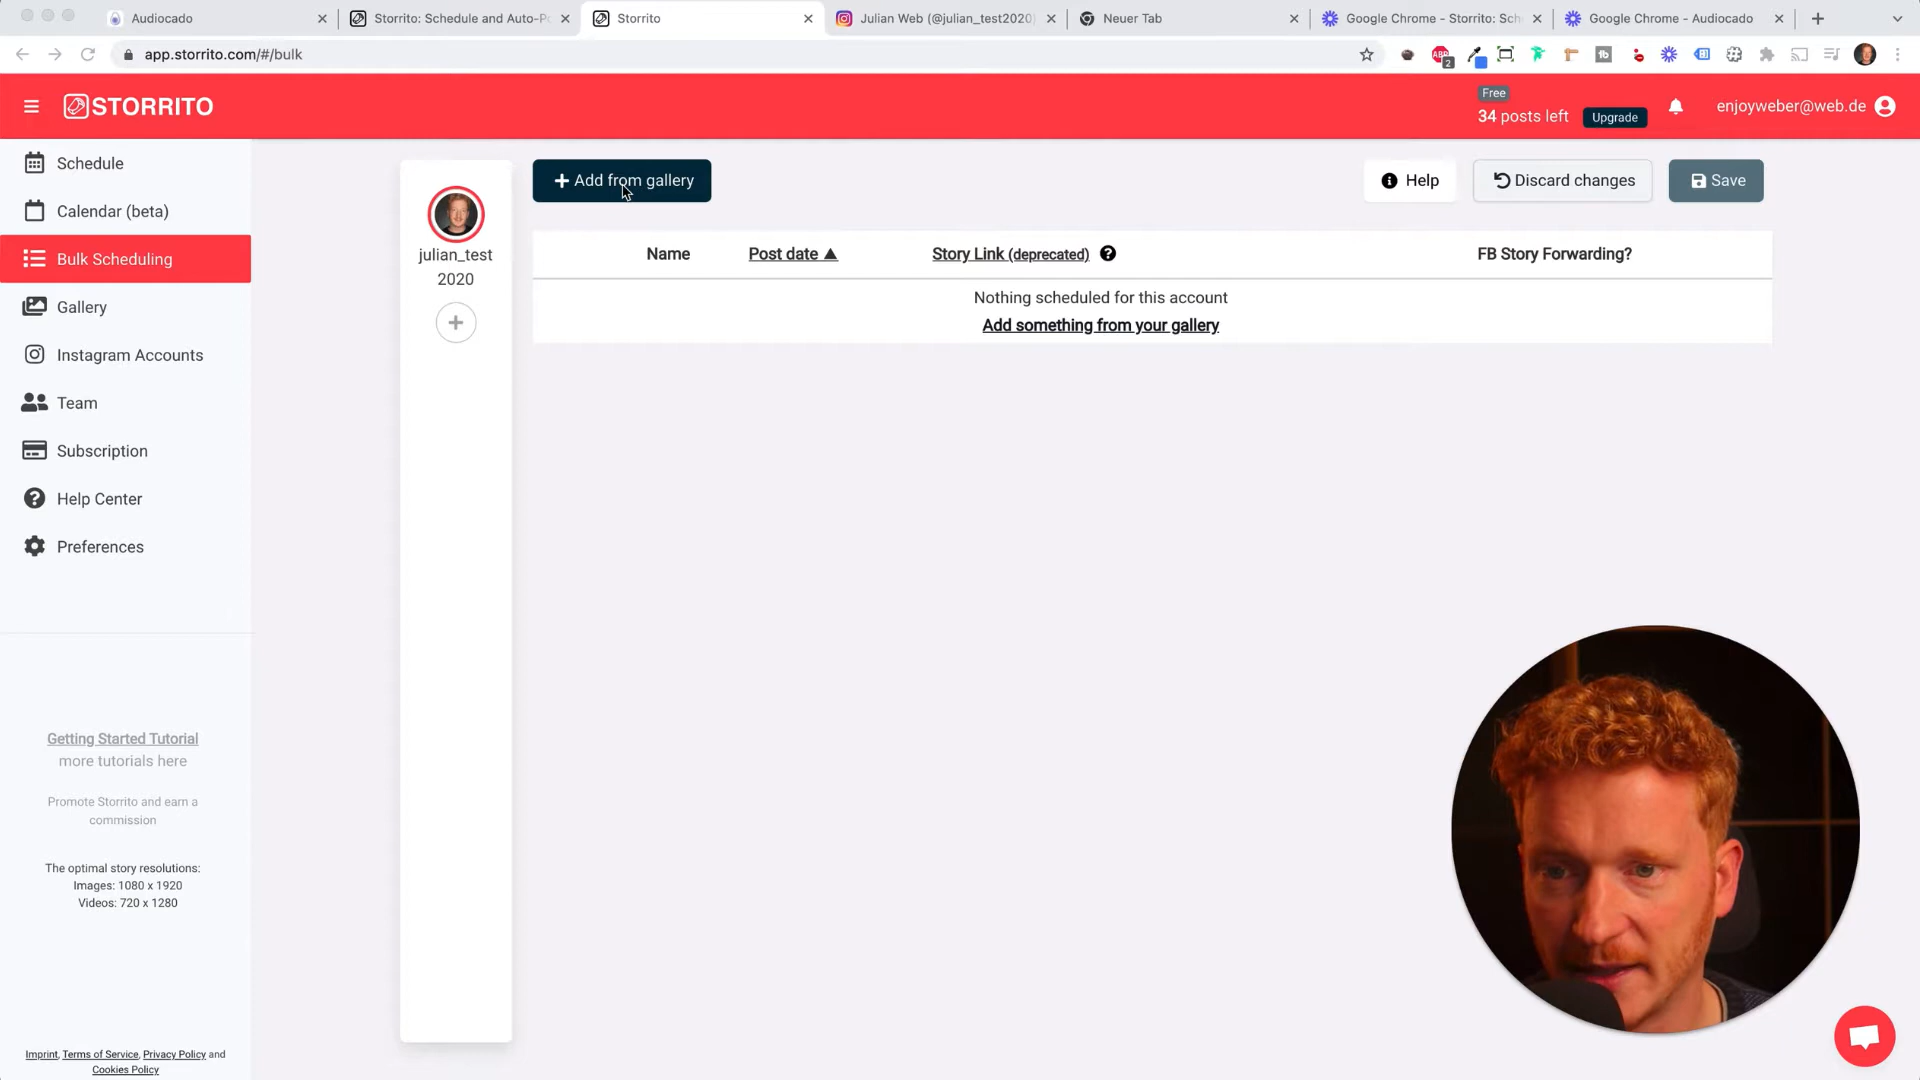 Audiocado
Storrito: Schedule and Auto-Po
Storrito
Julian Web (@julian_test2020)
Neuer Tab
Google Chrome - Storrito: Sch
Google Chrome - Audiocado
app.storrito.com/#/bulk
2
STORRITO
Free
34 posts left
Upgrade
enjoyweber@web.de
Schedule
Calendar (beta)
Bulk Scheduling
Gallery
Instagram Accounts
Team
Subscription
Help Center
Preferences
Getting Started Tutorial
more tutorials here
Promote Storrito and earn a
commission
The optimal story resolutions:
Images: 1080 x 1920
Videos: 720 x 1280
Imprint, Terms of Service, Privacy Policy and
Cookies Policy
julian_test
2020
Add from gallery
Help
Discard changes
Save
Name
Post date
Story Link (deprecated)
FB Story Forwarding?
Nothing scheduled for this account
Add something from your gallery